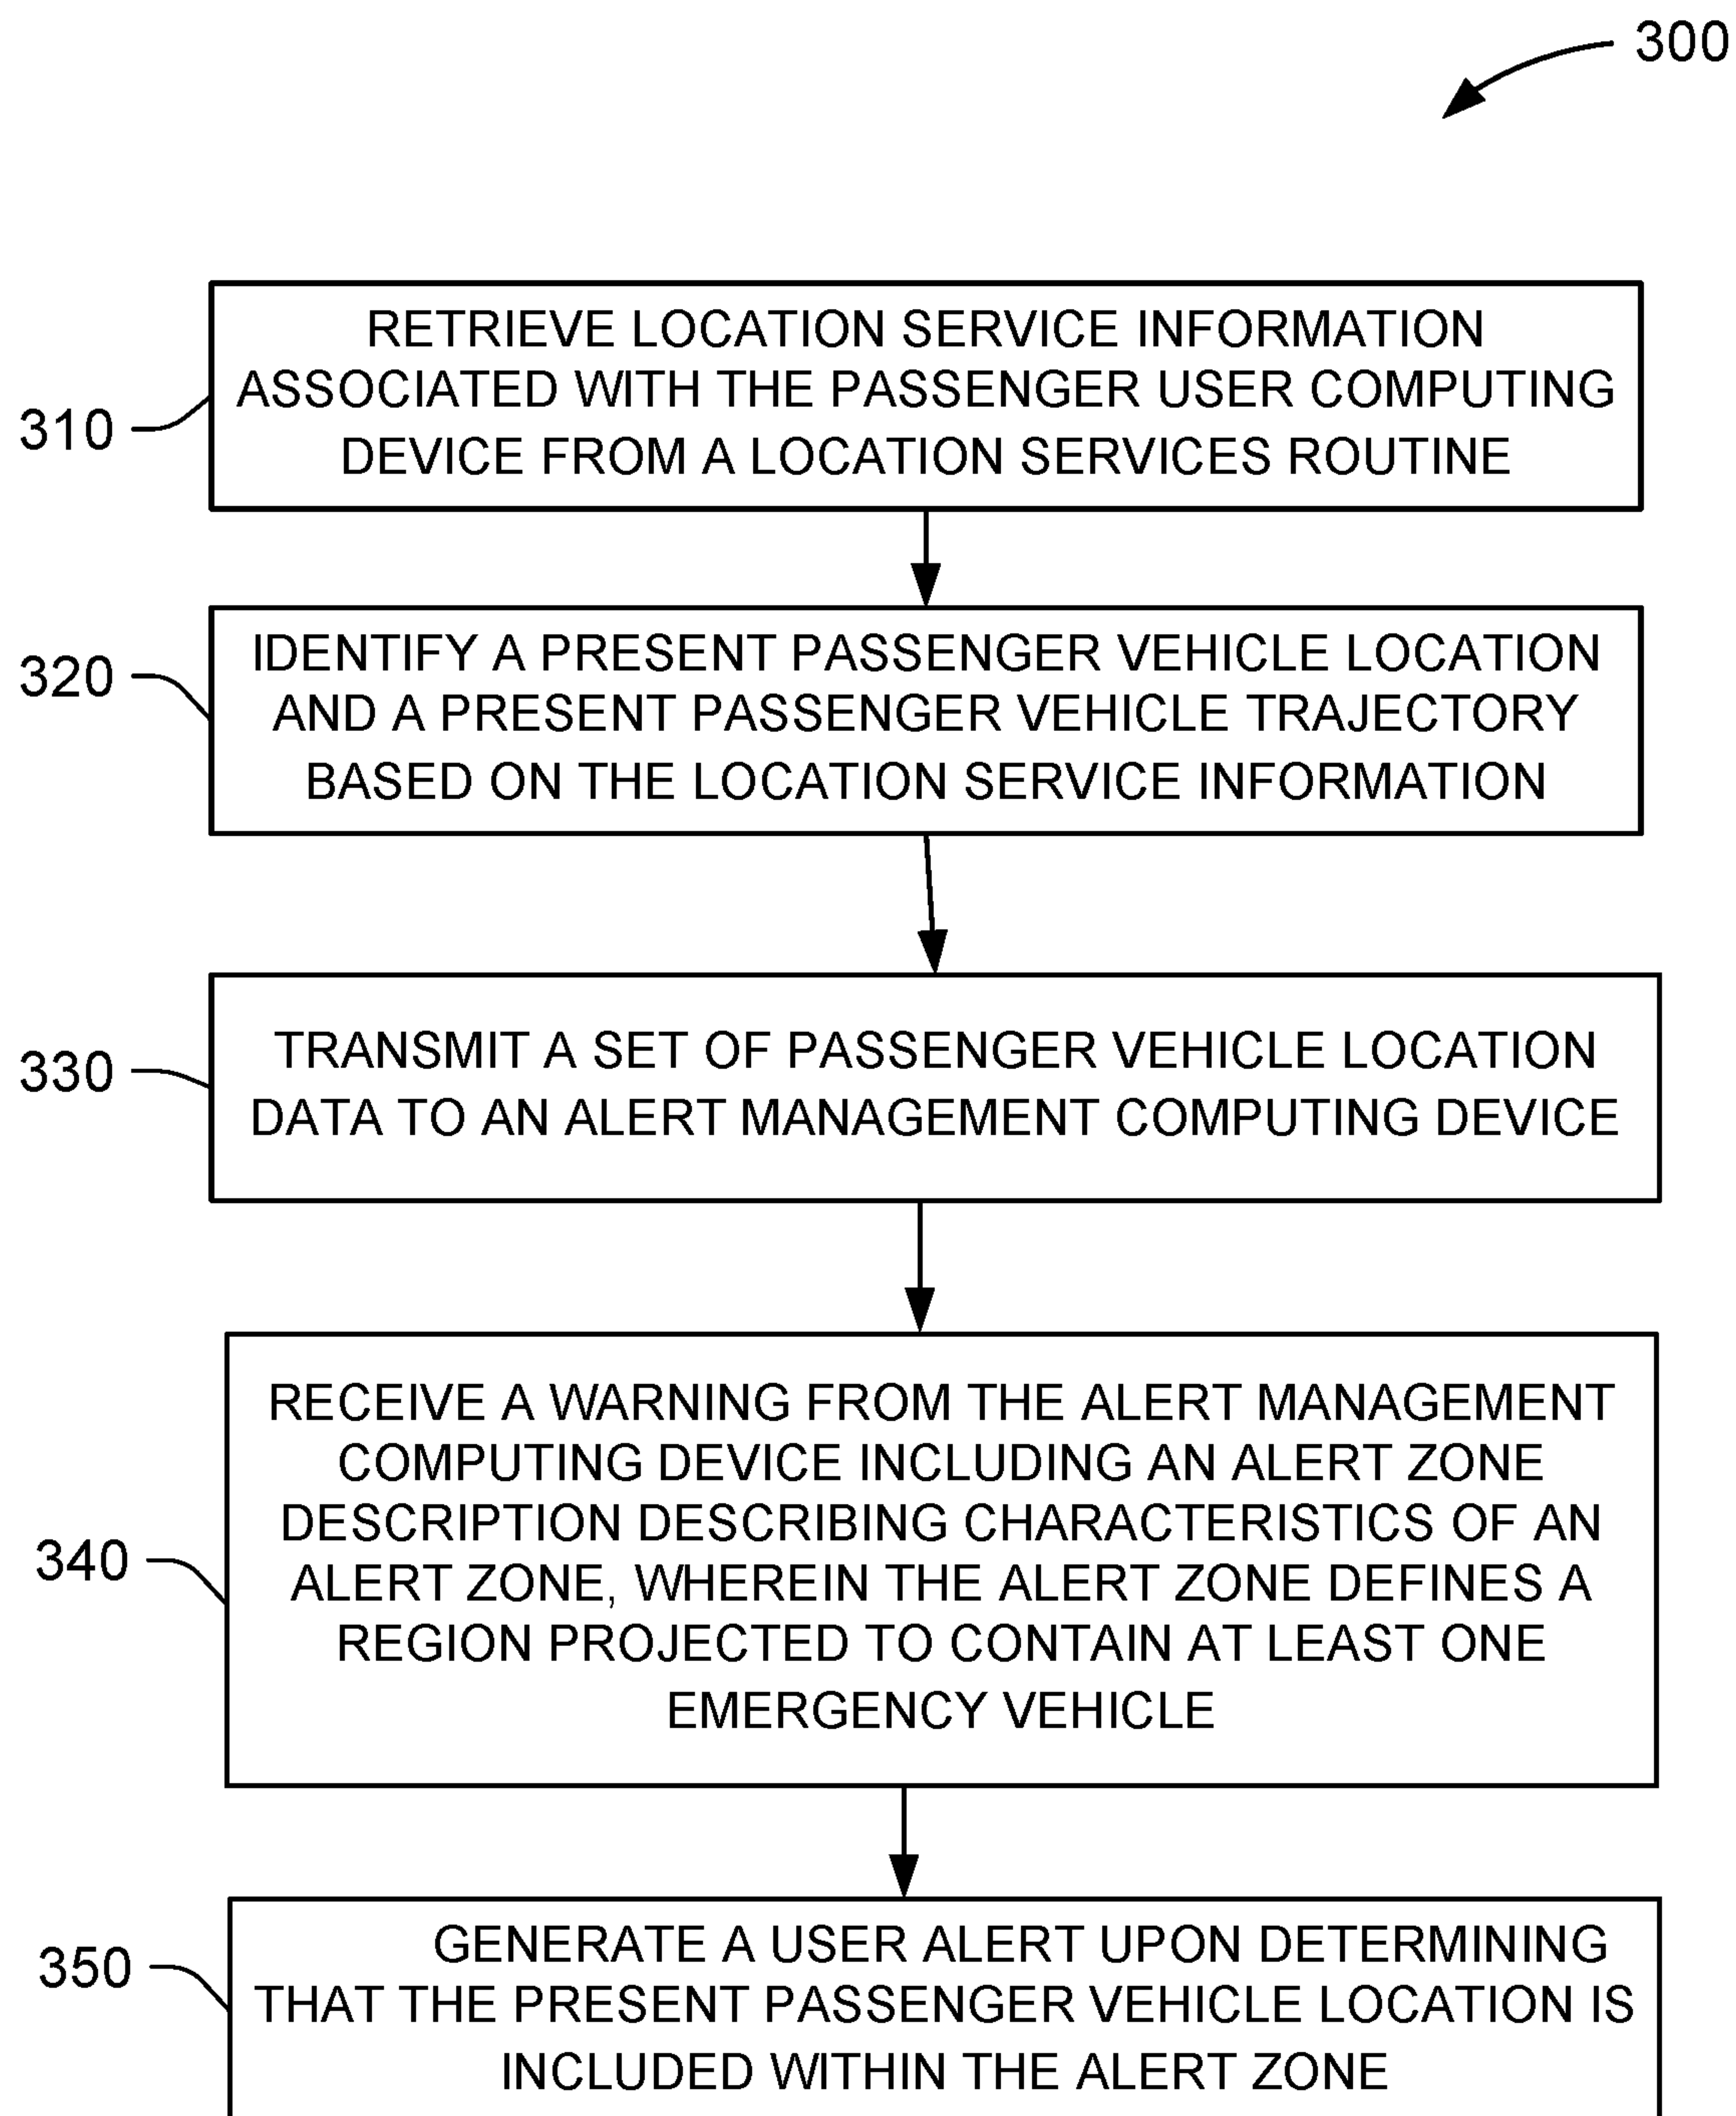 300
310
RETRIEVE LOCATION SERVICE INFORMATION
ASSOCIATED WITH THE PASSENGER USER COMPUTING
DEVICE FROM A LOCATION SERVICES ROUTINE
320
IDENTIFY A PRESENT PASSENGER VEHICLE LOCATION
AND A PRESENT PASSENGER VEHICLE TRAJECTORY
BASED ON THE LOCATION SERVICE INFORMATION
330
TRANSMIT A SET OF PASSENGER VEHICLE LOCATION
DATA TO AN ALERT MANAGEMENT COMPUTING DEVICE
340
RECEIVE A WARNING FROM THE ALERT MANAGEMENT
COMPUTING DEVICE INCLUDING AN ALERT ZONE
DESCRIPTION DESCRIBING CHARACTERISTICS OF AN
ALERT ZONE, WHEREIN THE ALERT ZONE DEFINES A
REGION PROJECTED TO CONTAIN AT LEAST ONE
EMERGENCY VEHICLE
350
GENERATE A USER ALERT UPON DETERMINING
THAT THE PRESENT PASSENGER VEHICLE LOCATION IS
INCLUDED WITHIN THE ALERT ZONE